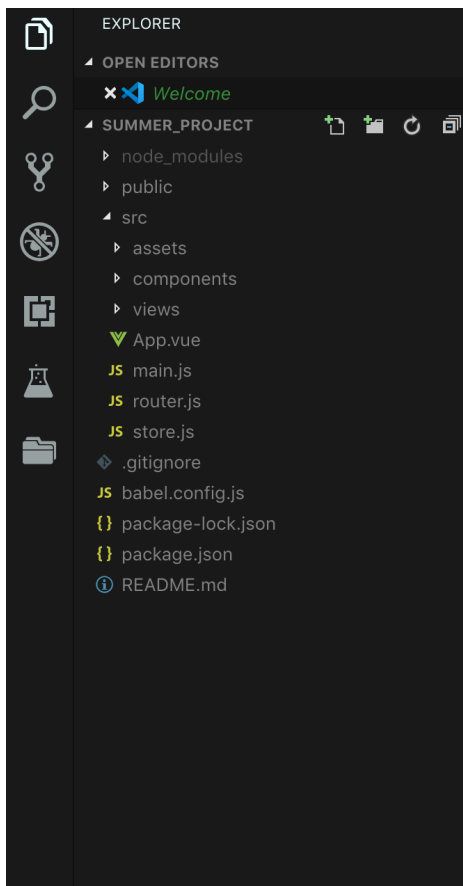 EXPLORER
OPEN EDITORS
Welcome
SUMMER_PROJECT
node_modules
public
src
assets
components
views
App.vue
JS main.js
JS router.js
JS store.js
.gitignore
JS babel.config.js
{} package-lock.json
{} package.json
README.md